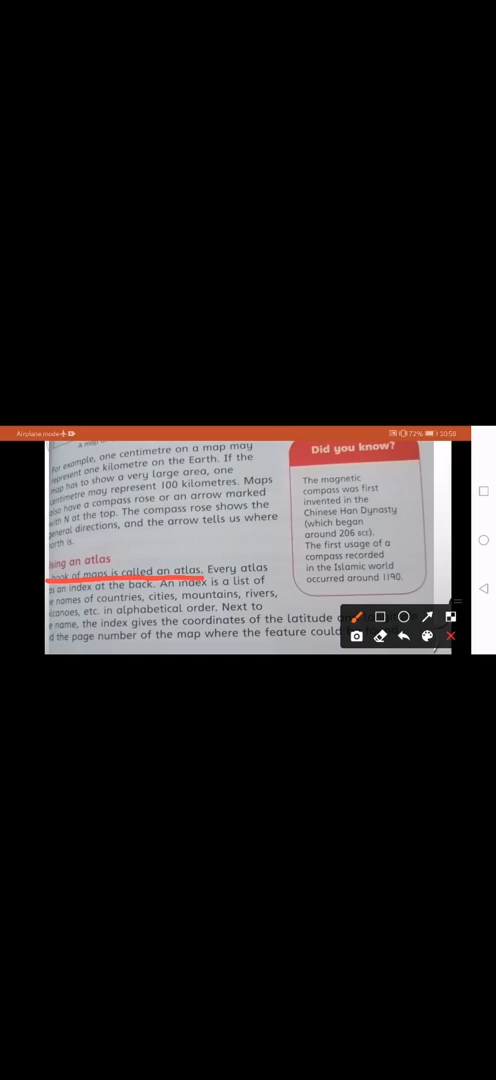 Airplane mode 72% 10:58
A map
For example, one centimetre on a map may
represent one kilometre on the Earth. If the
map has to show a very large area, one
centimetre may represent 100 kilometres. Maps
also have a compass rose or an arrow marked
with N at the top. The compass rose shows the
general directions, and the arrow tells us where
north is.
Using an atlas
book of maps is called an atlas. Every atlas
as an index at the back. An index is a list of
e names of countries, cities, mountains, rivers,
lcanoes, etc. in alphabetical order. Next to
e name, the index gives the coordinates of the latitude
d the page number of the map where the feature could
Did you know?
The magnetic
compass was first
invented in the
Chinese Han Dynasty
(which began
around 206 BCE).
The first usage of a
compass recorded
in the Islamic world
occurred around 1190.